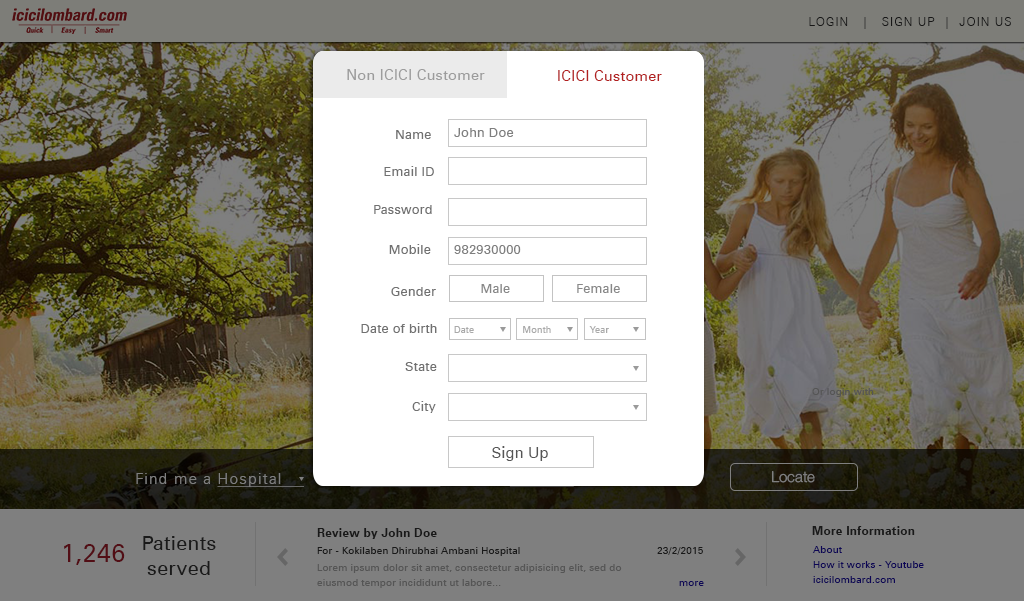 icicilombard.com
Quick | Easy | Smart
LOGIN | SIGN UP | JOIN US
Non ICICI Customer
ICICI Customer
Name John Doe
Email ID
Password
Mobile 982930000
Gender Male Female
Date of birth Date Month Year
State
City
Or login with
Sign Up
Find me a Hospital
Locate
1,246 Patients served
Review by John Doe
For - Kokilaben Dhirubhai Ambani Hospital 23/2/2015
Lorem ipsum dolor sit amet, consectetur adipisicing elit, sed do
eiusmod tempor incididunt ut labore... more
More Information
About
How it works - Youtube
icicilombard.com